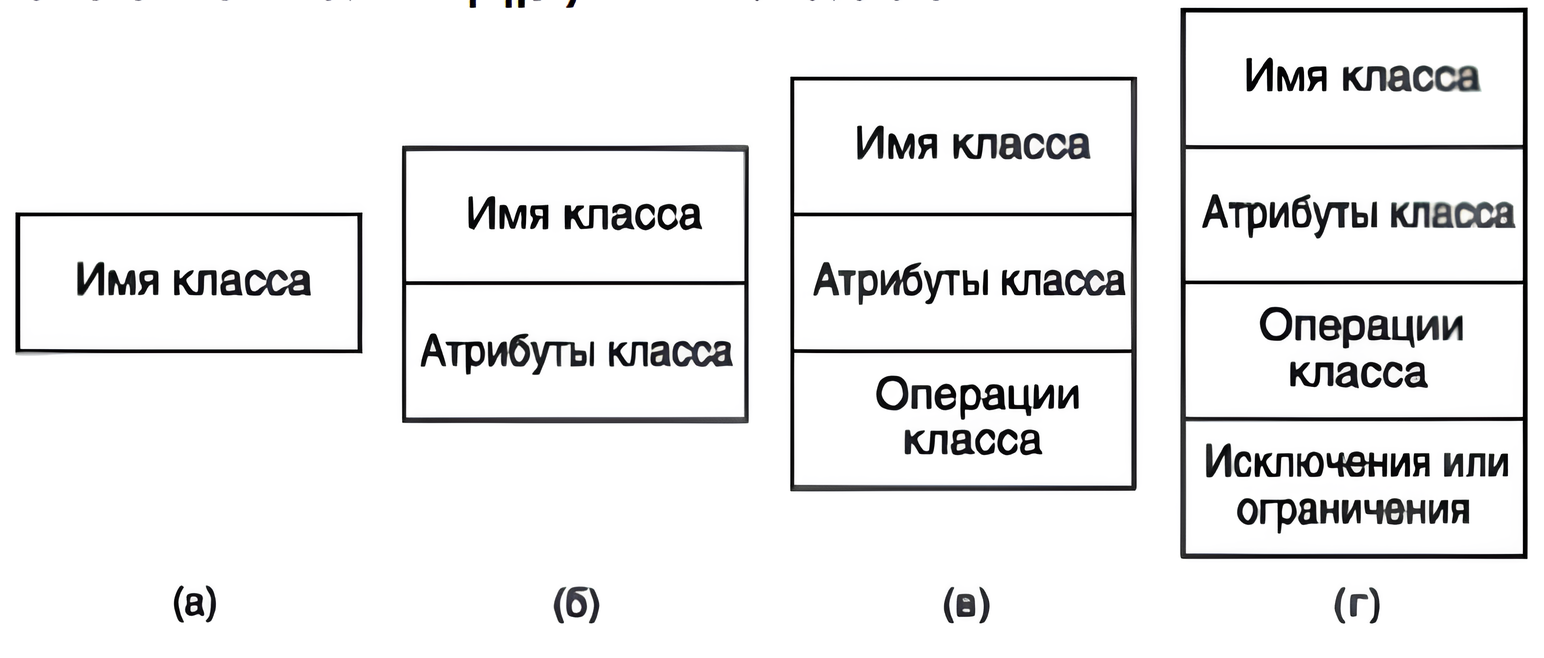 Имя класса
(а)
Имя класса
Атрибуты класса
(б)
Имя класса
Атрибуты класса
Операции
класса
(в)
Имя класса
Атрибуты класса
Операции
класса
Исключения или
ограничения
(г)